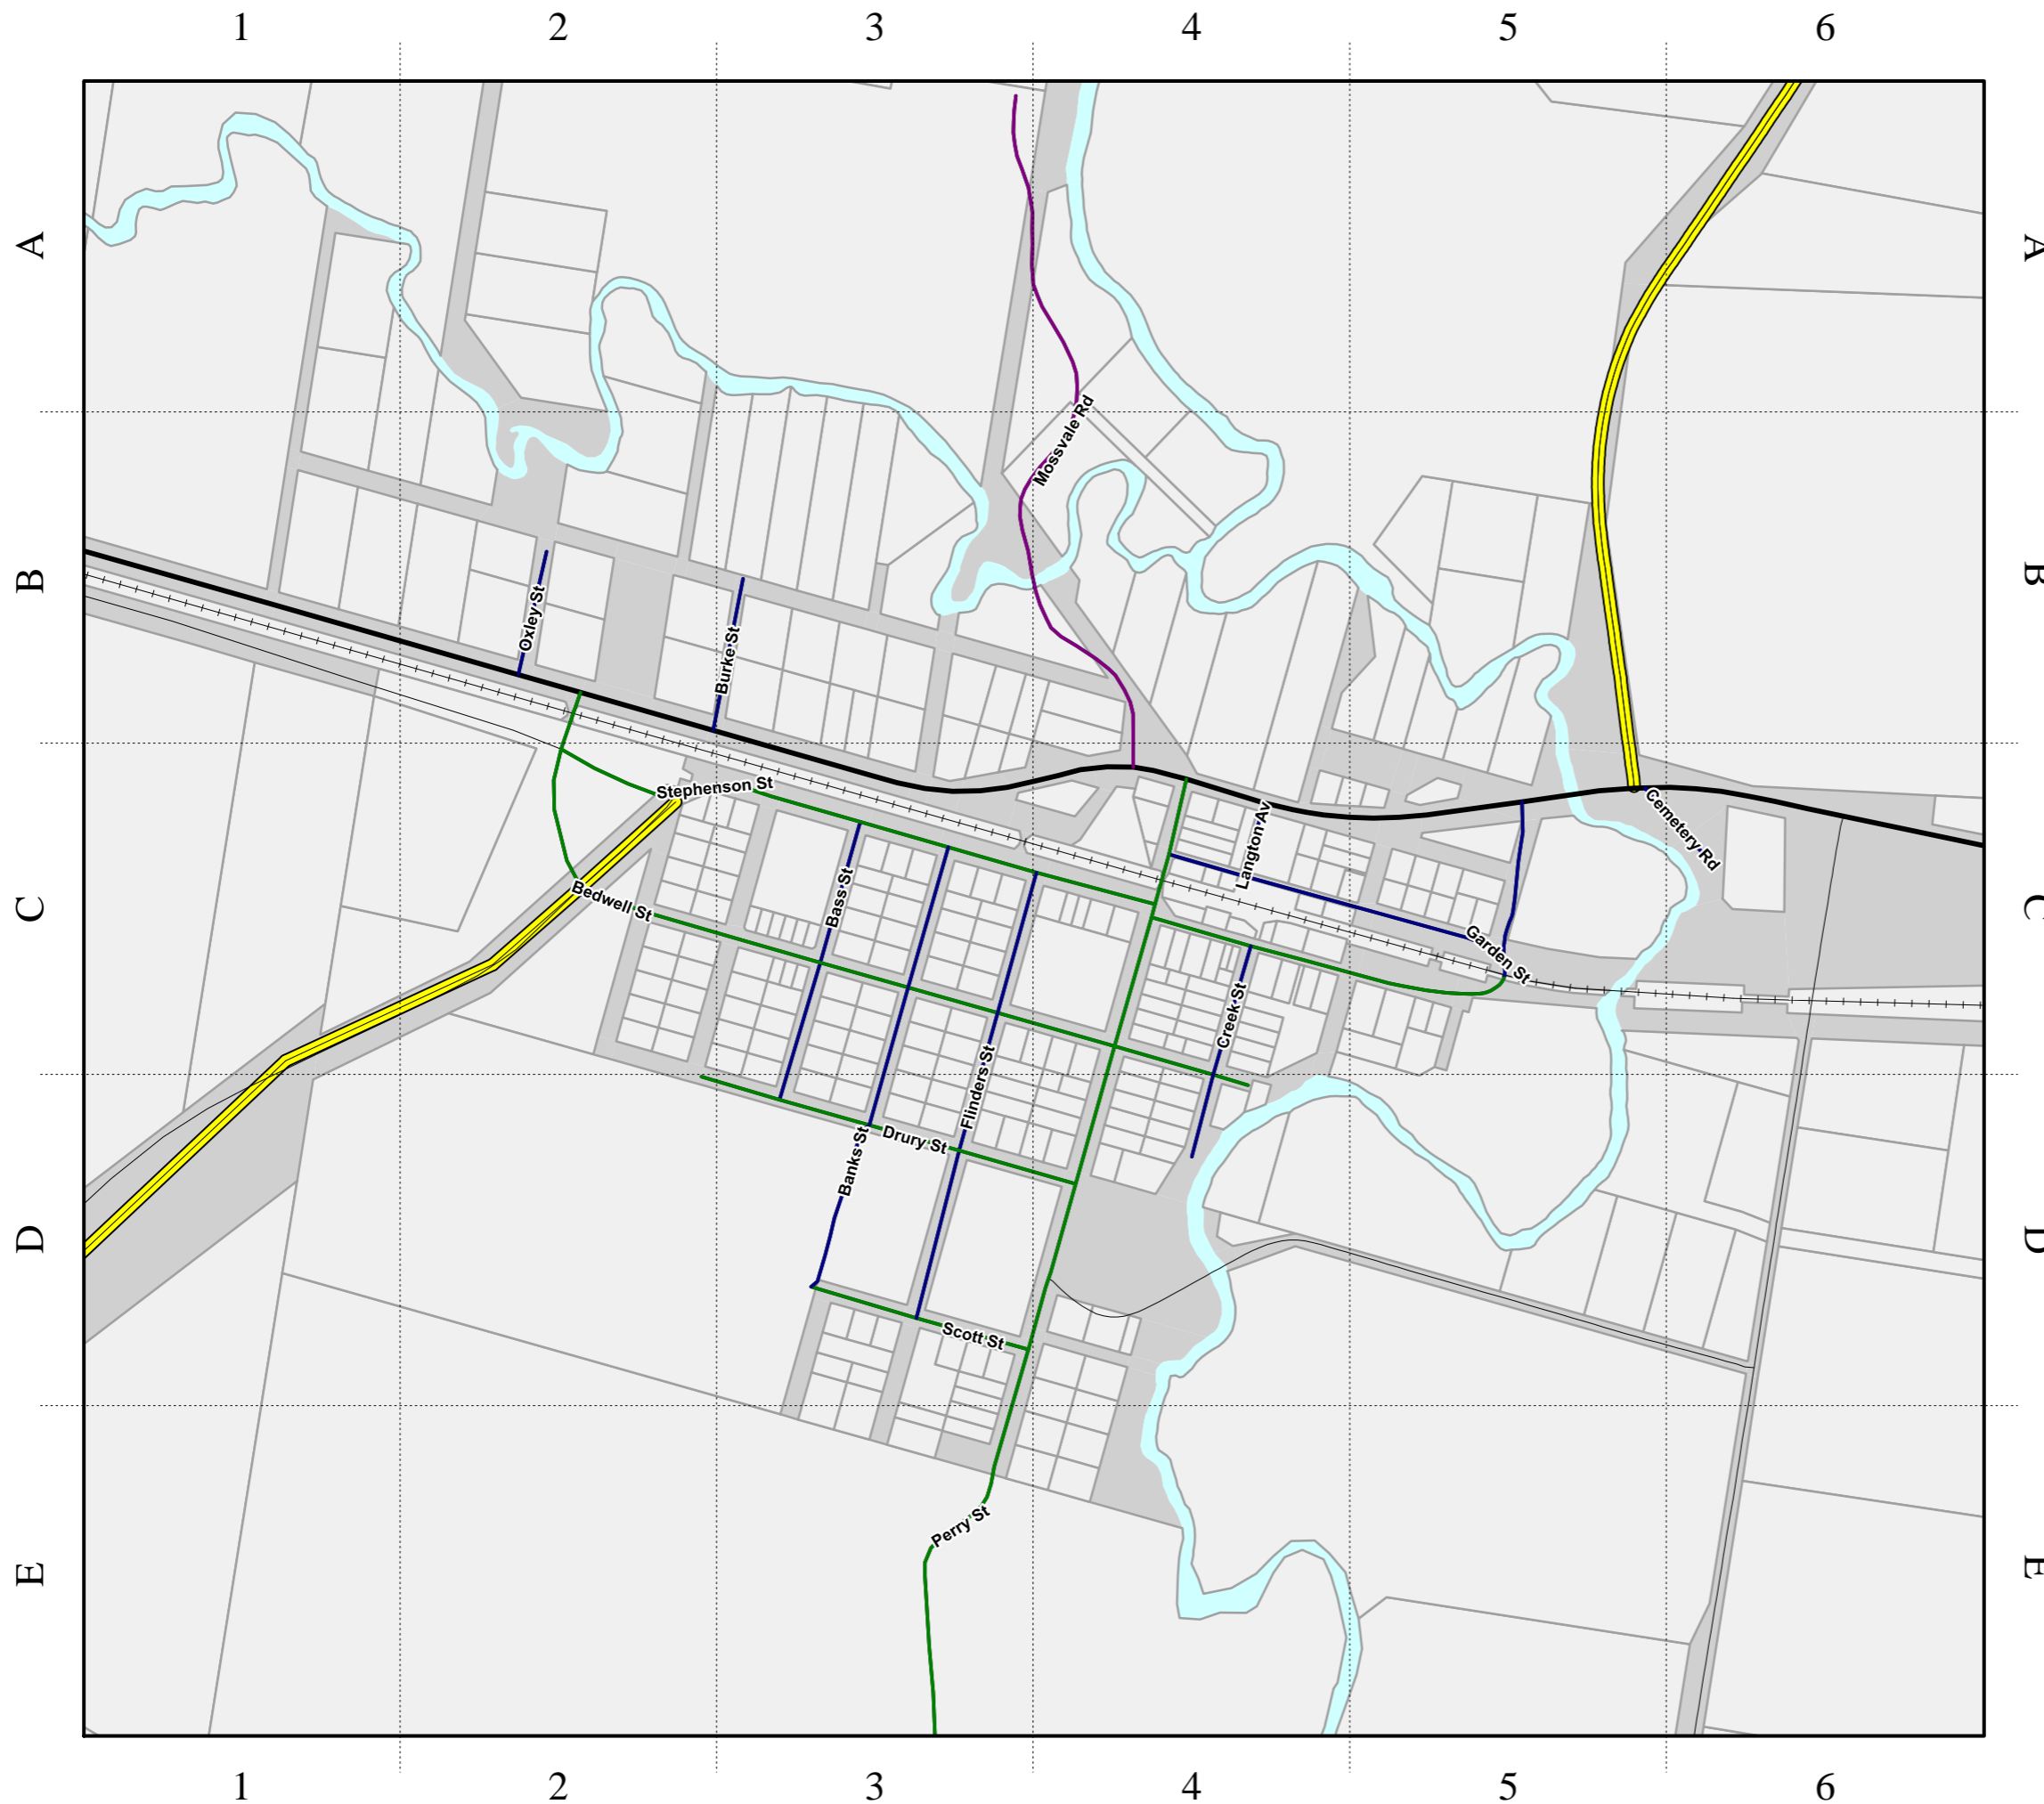 1 2 3 4 5 6
A A
Mossvale Rd
B B
Oxley St
Burke St
Stephenson St
Langton Av
Cemetery Rd
Bass St
Bedwell St
C C
Garden St
Creek St
Flinders St
Drury St
Banks St
D D
Scott St
Perry St
E E
1 2 3 4 5 6